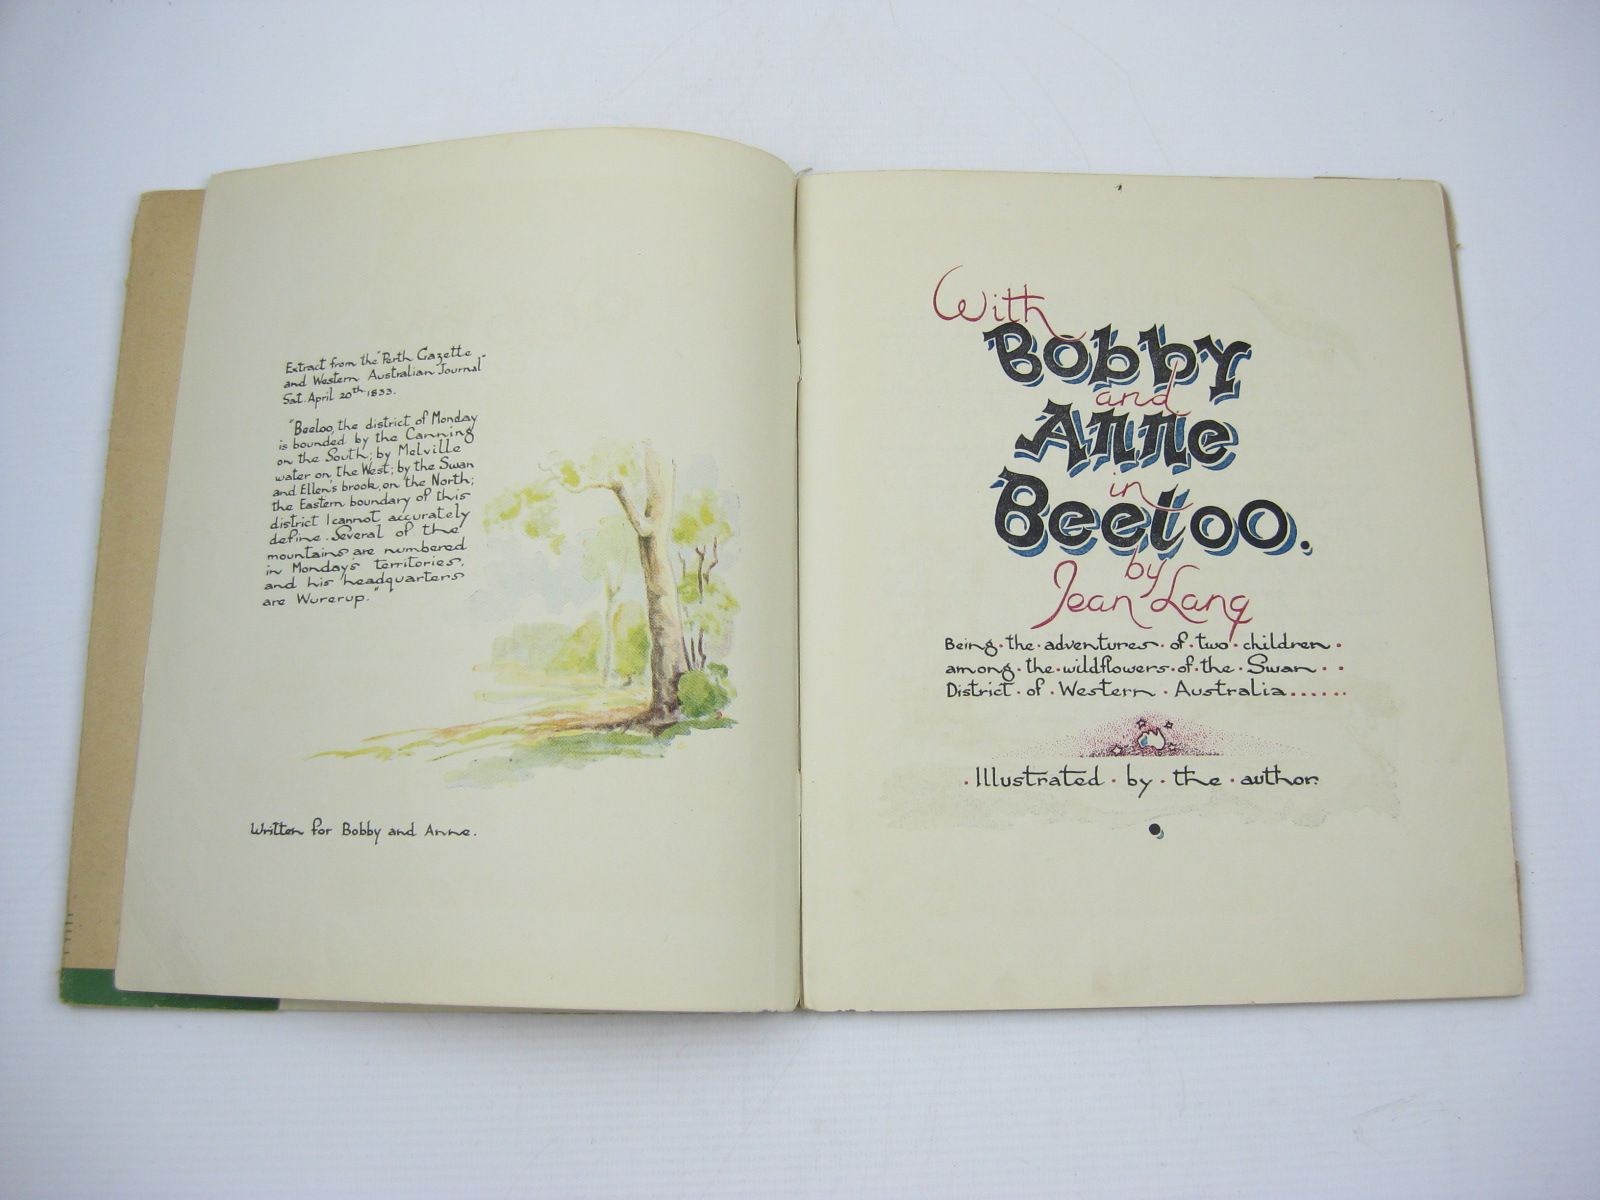 Extract from the "Perth Gazette
and Western Australian Journal"
Sat. April 20th 1833.
"Beeloo, the district of Monday
is bounded by the Canning
on the South; by Melville
water on the West; by the Swan
and Ellen's brook, on the North;
the Eastern boundary of this
district I cannot accurately
define. Several of the
mountains are numbered
in Monday's territories,
and his headquarters
are Wurerup."
Written for Bobby and Anne.
With
Bobby
and
Anne
in
Beeloo.
by
Jean Lang
Being · the · adventures · of · two · children ·
among · the · wildflowers · of · the · Swan · ·
District · of · Western · Australia......
· Illustrated · by · the · author.